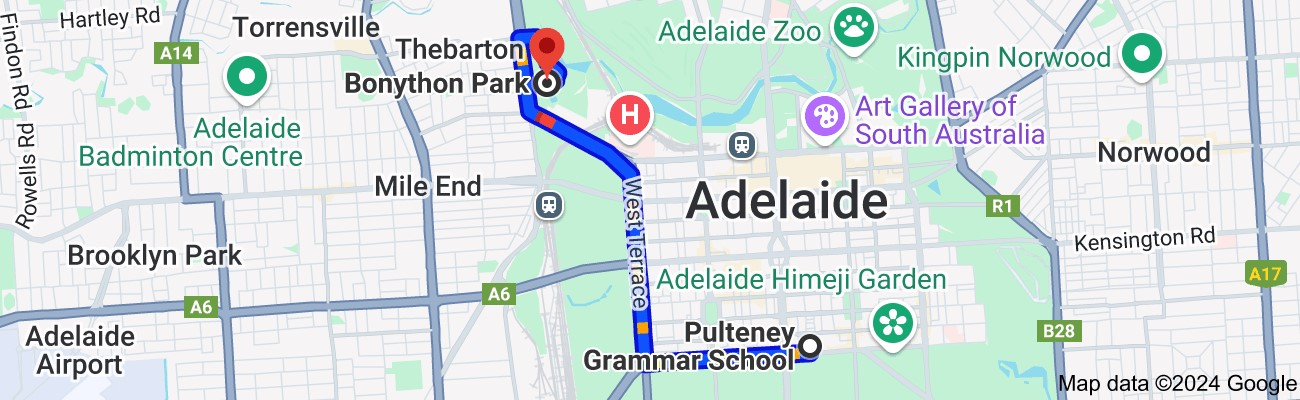 Hartley Rd
Torrensville
Findon Rd
A14
Thebarton
Bonython Park
Adelaide Zoo
Kingpin Norwood
H
Art Gallery of
South Australia
Adelaide
Badminton Centre
Rowells Rd
Mile End
Norwood
Adelaide
R1
West Terrace
Kensington Rd
Brooklyn Park
Adelaide Himeji Garden
A17
A6
A6
Adelaide
Airport
Pulteney
Grammar School
B28
Map data ©2024 Google